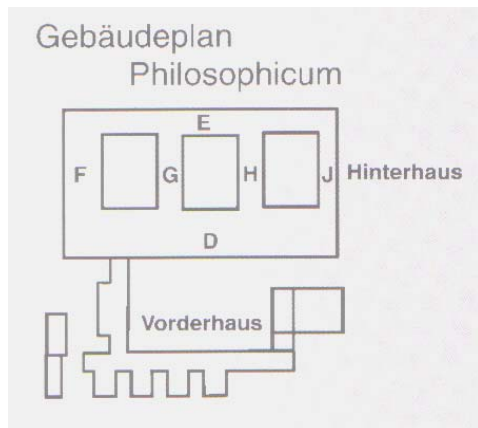 Gebäudeplan
Philosophicum
E
F G H J Hinterhaus
D
Vorderhaus